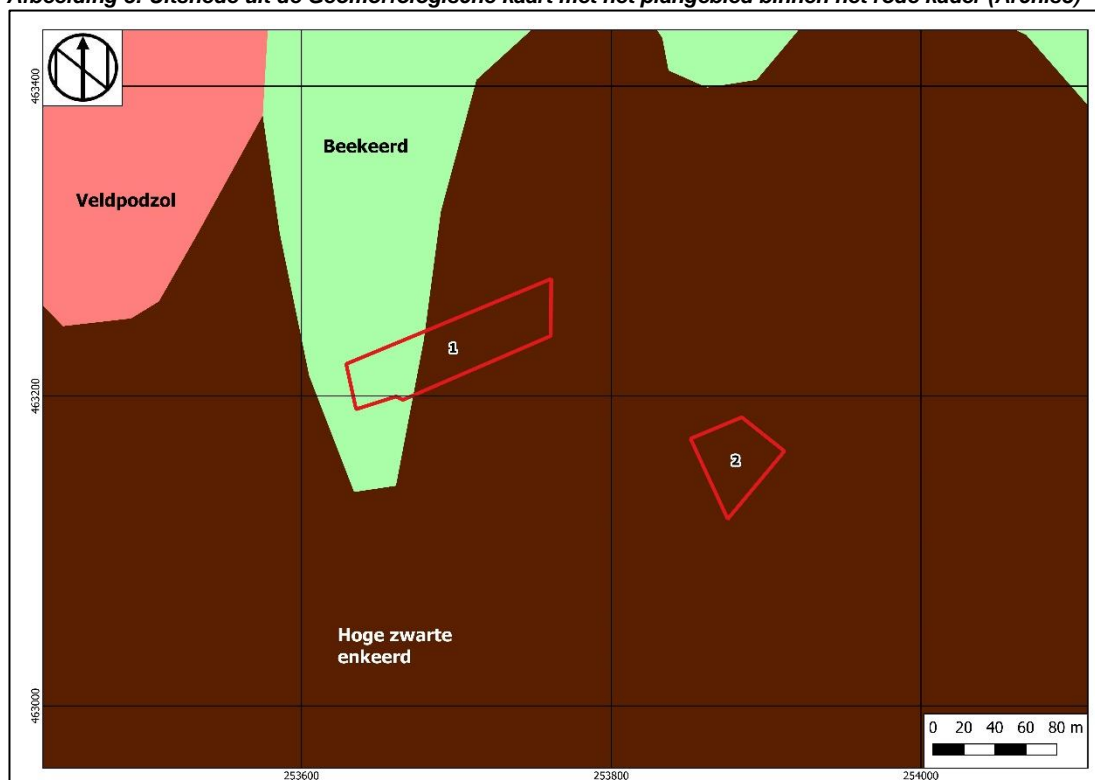 Afbeelding 3: Uitsnede uit de Geomorfologische kaart met het plangebied binnen het rode kader (Archis3)
463400
Beekeerd
Veldpodzol
1
463200
2
Hoge zwarte
enkeerd
463000
0 20 40 60 80 m
253600 253800 254000